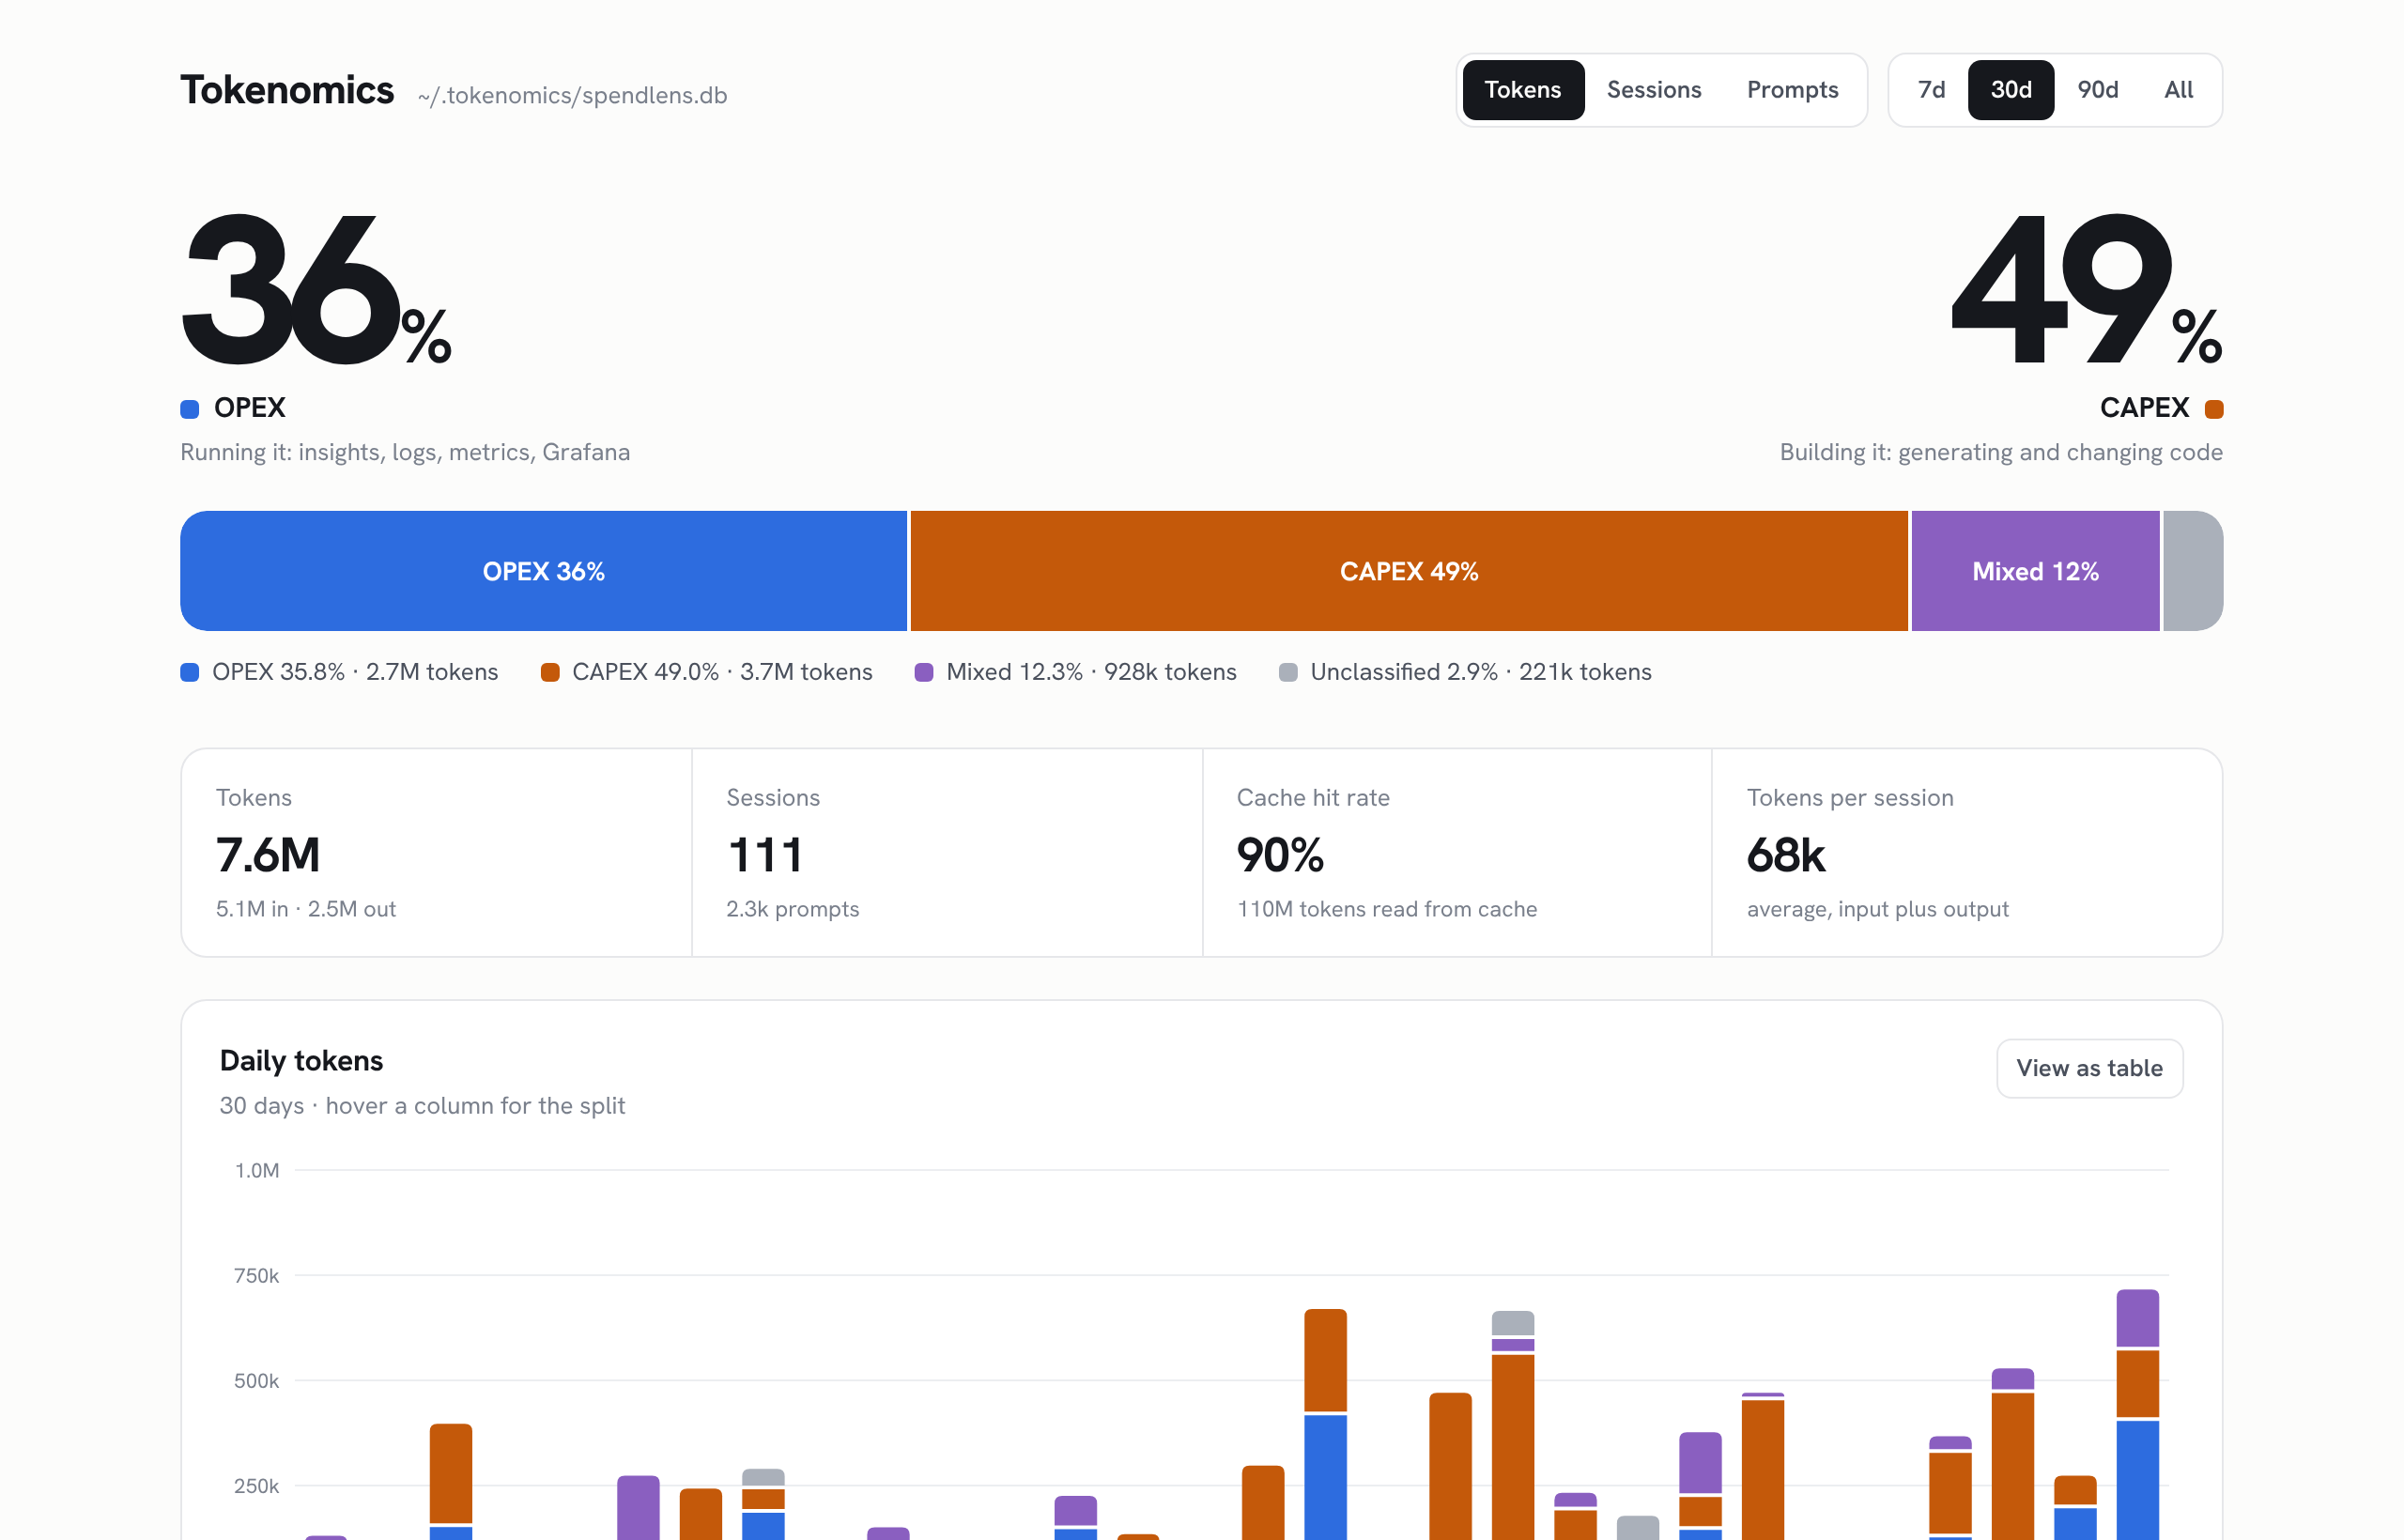 Tokenomics ~/.tokenomics/spendlens.db Tokens Sessions Prompts 7d 30d 90d All
36% 49%
OPEX CAPEX
Running it: insights, logs, metrics, Grafana Building it: generating and changing code
OPEX 36% CAPEX 49% Mixed 12%
OPEX 35.8% · 2.7M tokens CAPEX 49.0% · 3.7M tokens Mixed 12.3% · 928k tokens Unclassified 2.9% · 221k tokens
Tokens Sessions Cache hit rate Tokens per session
7.6M 111 90% 68k
5.1M in · 2.5M out 2.3k prompts 110M tokens read from cache average, input plus output
Daily tokens View as table
30 days · hover a column for the split
1.0M
750k
500k
250k